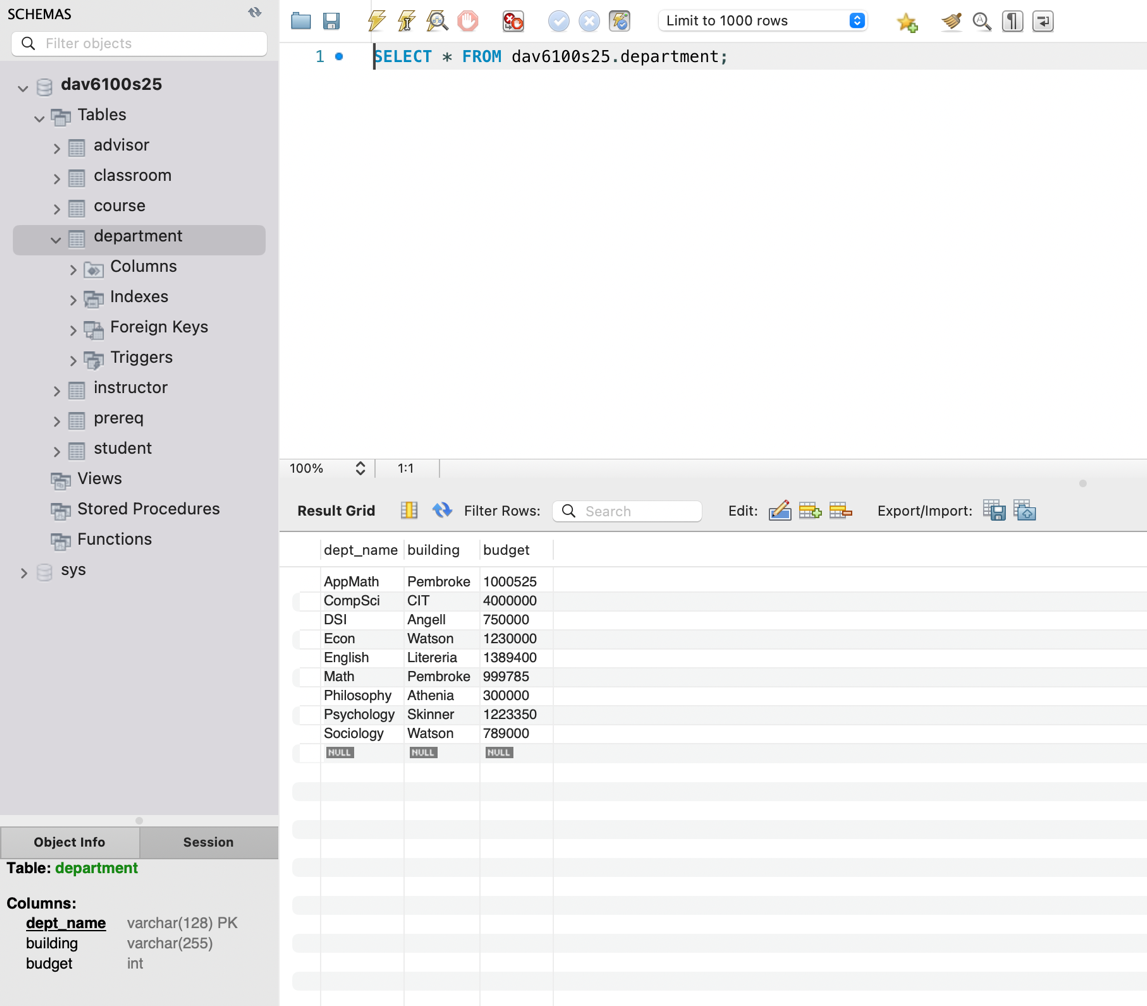 SCHEMAS
Filter objects
dav6100s25
Tables
advisor
classroom
course
department
Columns
Indexes
Foreign Keys
Triggers
instructor
prereq
student
Views
Stored Procedures
Functions
sys
Object Info Session
Table: department
Columns:
dept_name varchar(128) PK
building varchar(255)
budget int
Limit to 1000 rows
1 SELECT * FROM dav6100s25.department;
100% 1:1
Result Grid Filter Rows: Search Edit: Export/Import:
dept_name building budget
AppMath Pembroke 1000525
CompSci CIT 4000000
DSI Angell 750000
Econ Watson 1230000
English Litereria 1389400
Math Pembroke 999785
Philosophy Athenia 300000
Psychology Skinner 1223350
Sociology Watson 789000
NULL NULL NULL